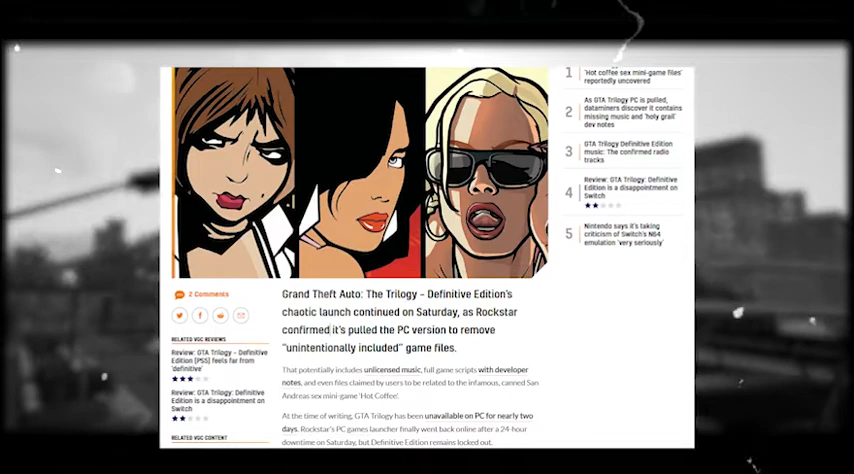 1
'Hot coffee sex mini-game files'
reportedly uncovered
2
As GTA Trilogy PC is pulled,
dataminers discover it contains
missing music and 'holy grail'
dev notes
3
GTA Trilogy Definitive Edition
music: The confirmed radio
tracks
4
Review: GTA Trilogy: Definitive
Edition is a disappointment on
Switch
5
Nintendo says it's taking
criticism of Switch's N64
emulation 'very seriously'
2 Comments
RELATED VGC REVIEWS
Review: GTA Trilogy – Definitive
Edition (PS5) feels far from
'definitive'
Review: GTA Trilogy: Definitive
Edition is a disappointment on
Switch
RELATED VGC CONTENT
Grand Theft Auto: The Trilogy – Definitive Edition's
chaotic launch continued on Saturday, as Rockstar
confirmed it's pulled the PC version to remove
"unintentionally included" game files.
That potentially includes unlicensed music, full game scripts with developer
notes, and even files claimed by users to be related to the infamous, canned San
Andreas sex mini-game 'Hot Coffee'.
At the time of writing, GTA Trilogy has been unavailable on PC for nearly two
days. Rockstar's PC games launcher finally went back online after a 24-hour
downtime on Saturday, but Definitive Edition remains locked out.